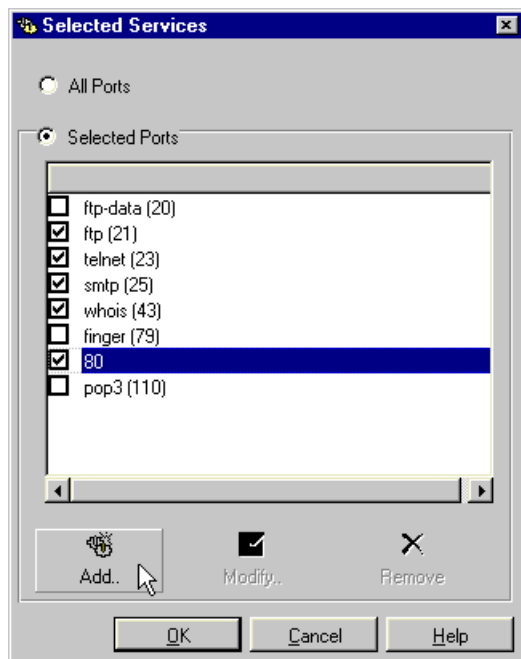 Selected Services
All Ports
Selected Ports
ftp-data (20)
ftp (21)
telnet (23)
smtp (25)
whois (43)
finger (79)
80
pop3 (110)
Add.. Modify.. Remove
OK Cancel Help